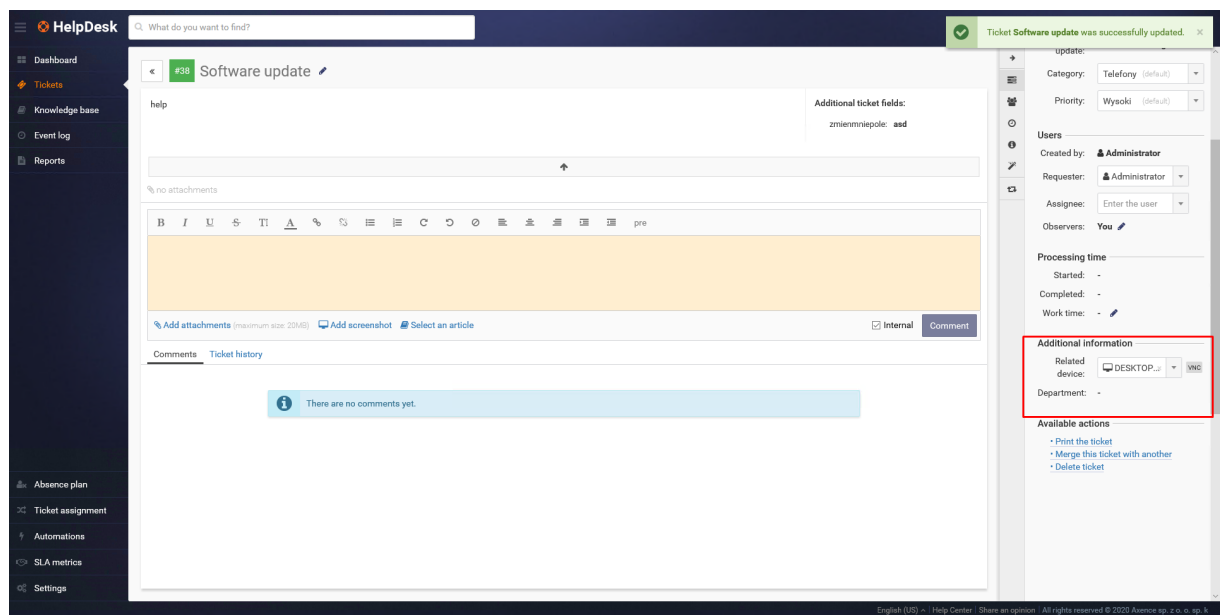 HelpDesk
What do you want to find?
Ticket Software update was successfully updated. ×
Dashboard
Tickets
Knowledge base
Event log
Reports
Absence plan
Ticket assignment
Automations
SLA metrics
Settings
« #38 Software update
help
Additional ticket fields:
zmienmniepole: asd
no attachments
B I U S T! A pre
Add attachments (maximum size: 20MB) Add screenshot Select an article
Internal Comment
Comments Ticket history
There are no comments yet.
update:
Category: Telefony (default)
Priority: Wysoki (default)
Users
Created by: Administrator
Requester: Administrator
Assignee: Enter the user
Observers: You
Processing time
Started: -
Completed: -
Work time: -
Additional information
Related
device: DESKTOP... VNC
Department: -
Available actions
• Print the ticket
• Merge this ticket with another
• Delete ticket
English (US) | Help Center | Share an opinion | All rights reserved © 2020 Axence sp. z o. o. sp. k